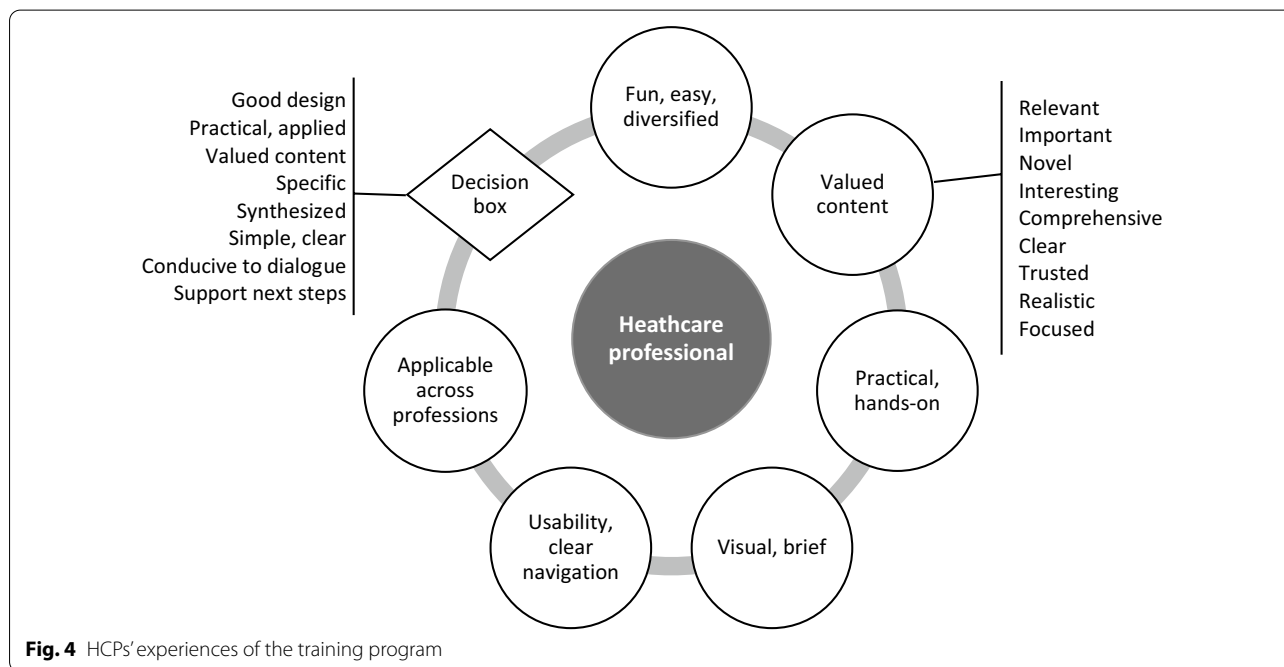 Good design
Practical, applied
Valued content
Specific
Synthesized
Simple, clear
Conducive to dialogue
Support next steps
Decision
box
Fun, easy,
diversified
Valued
content
Relevant
Important
Novel
Interesting
Comprehensive
Clear
Trusted
Realistic
Focused
Heathcare
professional
Applicable
across
professions
Practical,
hands-on
Usability,
clear
navigation
Visual, brief
Fig. 4 HCPs' experiences of the training program